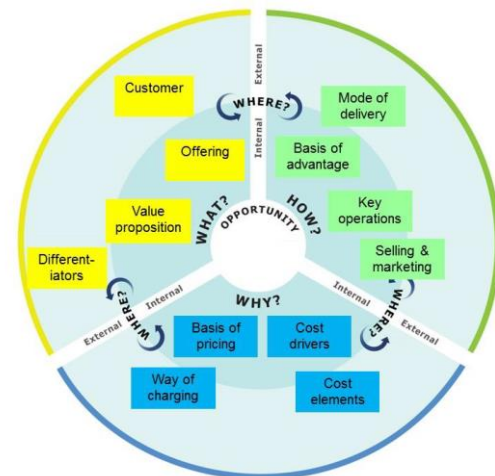 Customer
External
WHERE?
Mode of
delivery
Internal
Offering
Basis of
advantage
Value
proposition
WHAT?
OPPORTUNITY
HOW?
Key
operations
Different-
iators
Selling &
marketing
External
WHERE?
Internal
WHY?
Internal
WHERE?
External
Basis of
pricing
Cost
drivers
Way of
charging
Cost
elements